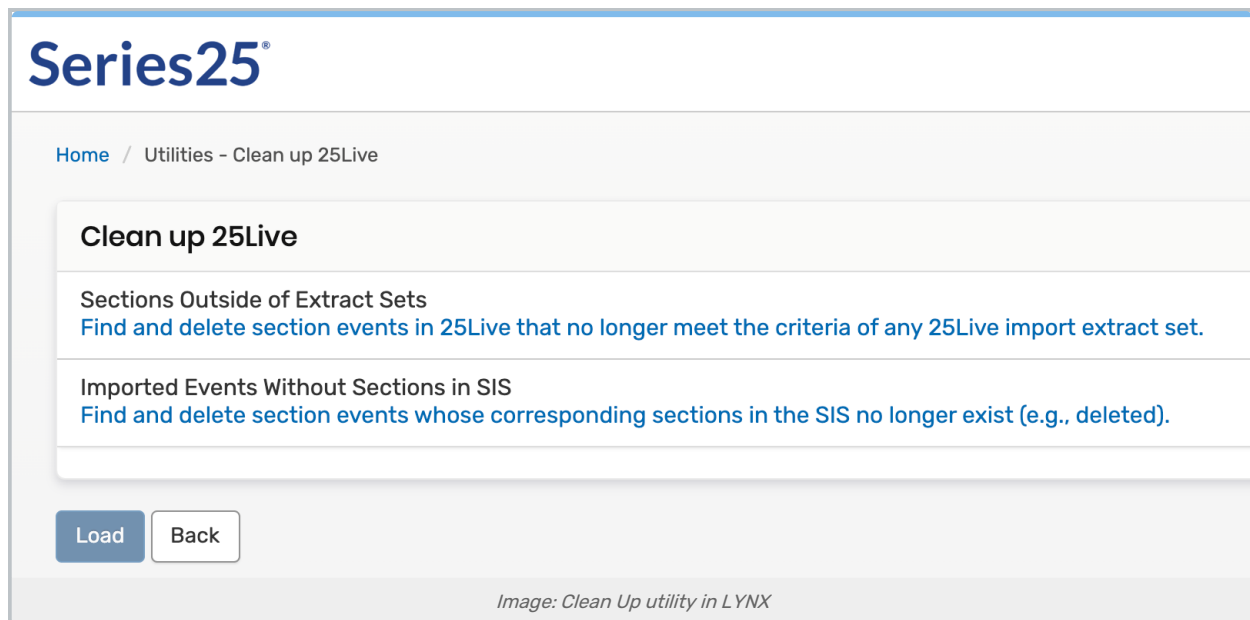 Series25®
Home / Utilities - Clean up 25Live
Clean up 25Live
Sections Outside of Extract Sets
Find and delete section events in 25Live that no longer meet the criteria of any 25Live import extract set.
Imported Events Without Sections in SIS
Find and delete section events whose corresponding sections in the SIS no longer exist (e.g., deleted).
Load Back
Image: Clean Up utility in LYNX